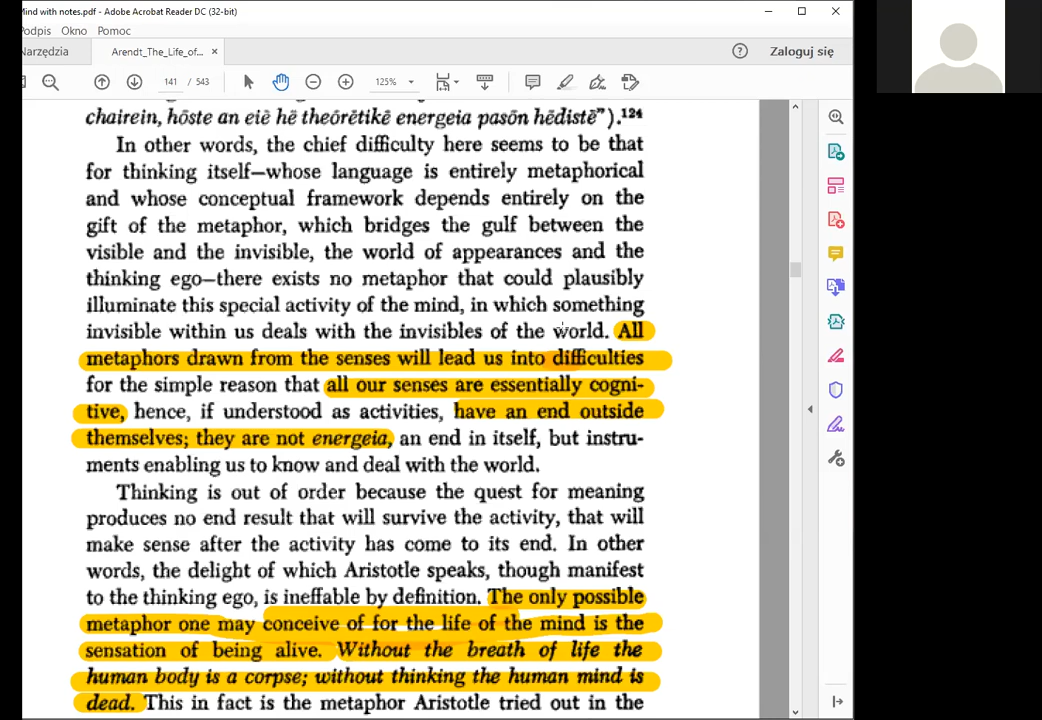 Mind with notes.pdf - Adobe Acrobat Reader DC (32-bit)
Podpis Okno Pomoc
Narzędzia Arendt_The_Life_of... × Zaloguj się
141 / 543 125%
chairein, hōste an eiē hē theōrētikē energeia pasōn hēdistē”).124
In other words, the chief difficulty here seems to be that
for thinking itself—whose language is entirely metaphorical
and whose conceptual framework depends entirely on the
gift of the metaphor, which bridges the gulf between the
visible and the invisible, the world of appearances and the
thinking ego—there exists no metaphor that could plausibly
illuminate this special activity of the mind, in which something
invisible within us deals with the invisibles of the world. All
metaphors drawn from the senses will lead us into difficulties
for the simple reason that all our senses are essentially cogni-
tive, hence, if understood as activities, have an end outside
themselves; they are not energeia, an end in itself, but instru-
ments enabling us to know and deal with the world.
Thinking is out of order because the quest for meaning
produces no end result that will survive the activity, that will
make sense after the activity has come to its end. In other
words, the delight of which Aristotle speaks, though manifest
to the thinking ego, is ineffable by definition. The only possible
metaphor one may conceive of for the life of the mind is the
sensation of being alive. Without the breath of life the
human body is a corpse; without thinking the human mind is
dead. This in fact is the metaphor Aristotle tried out in the